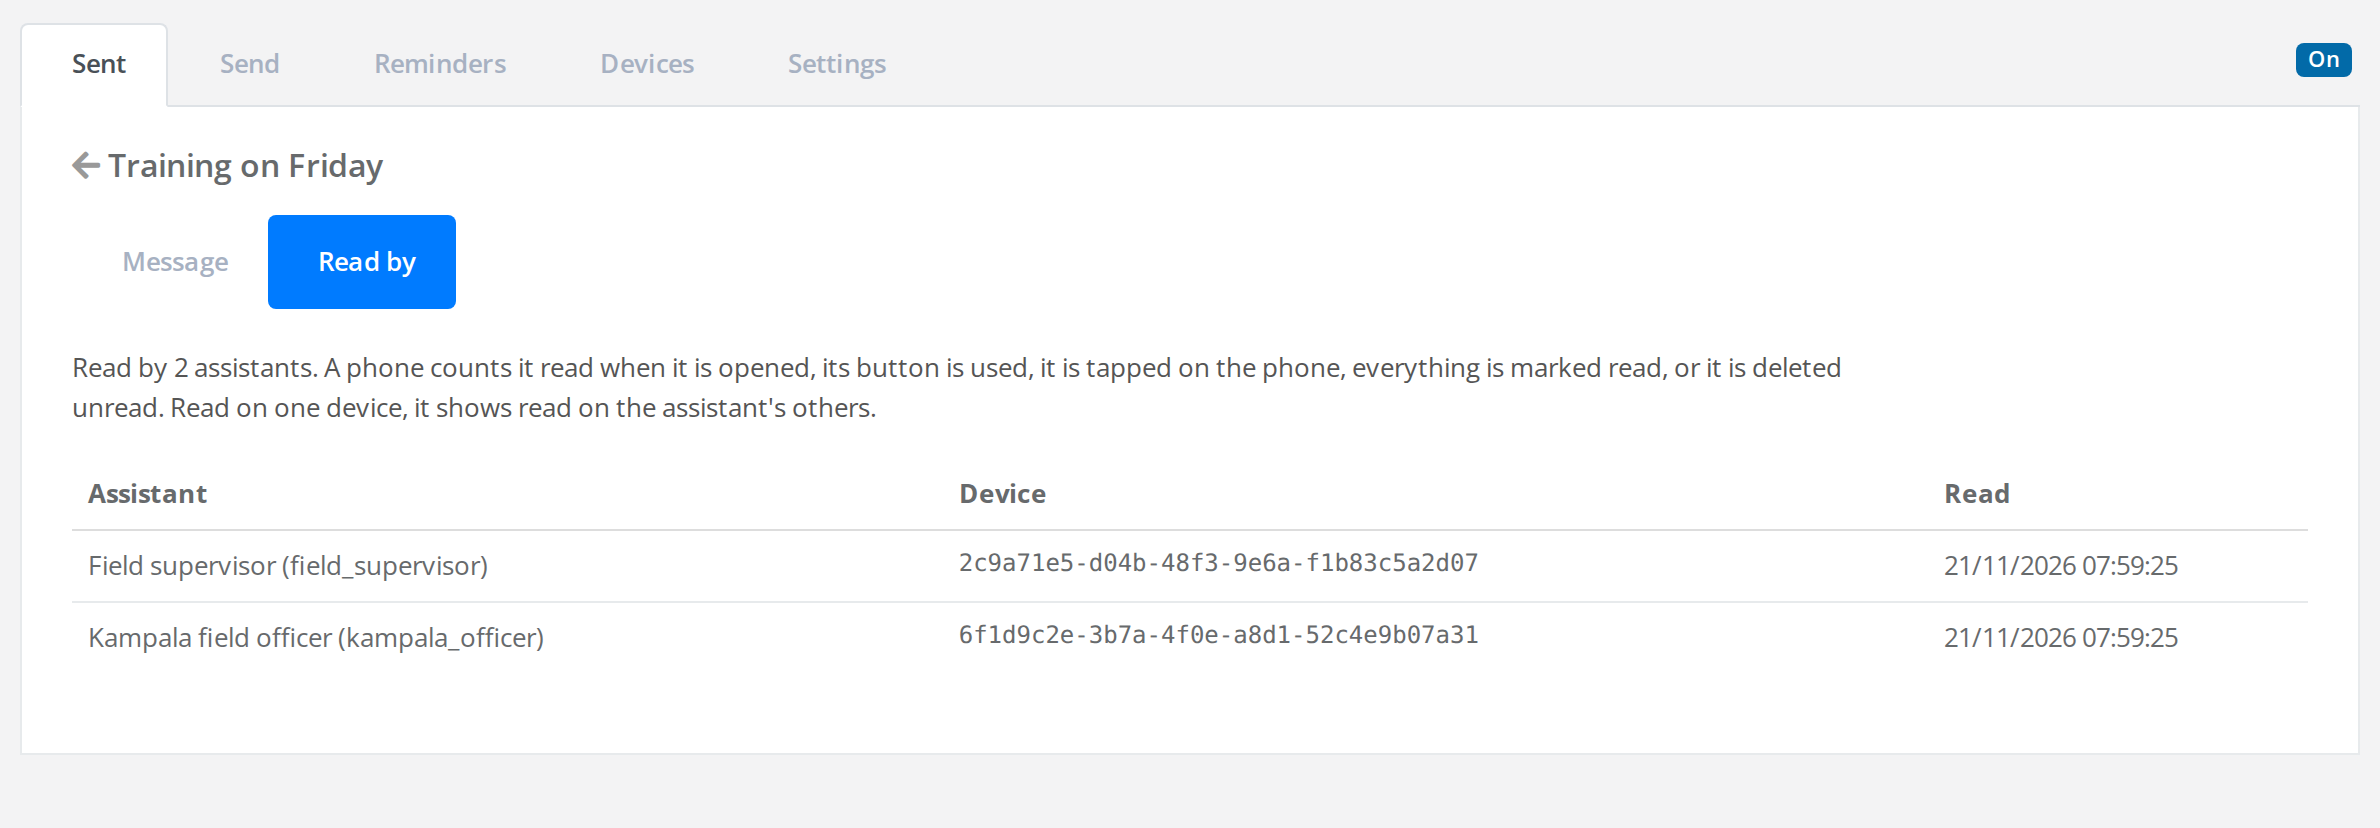 Sent Send Reminders Devices Settings On
Training on Friday
Message Read by
Read by 2 assistants. A phone counts it read when it is opened, its button is used, it is tapped on the phone, everything is marked read, or it is deleted
unread. Read on one device, it shows read on the assistant's others.
Assistant Device Read
Field supervisor (field_supervisor) 2c9a71e5-d04b-48f3-9e6a-f1b83c5a2d07 21/11/2026 07:59:25
Kampala field officer (kampala_officer) 6f1d9c2e-3b7a-4f0e-a8d1-52c4e9b07a31 21/11/2026 07:59:25